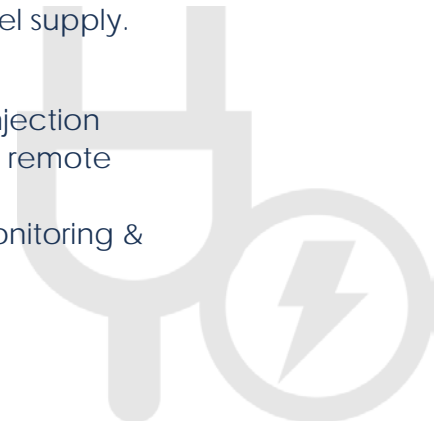 el supply.
jection
remote
onitoring &